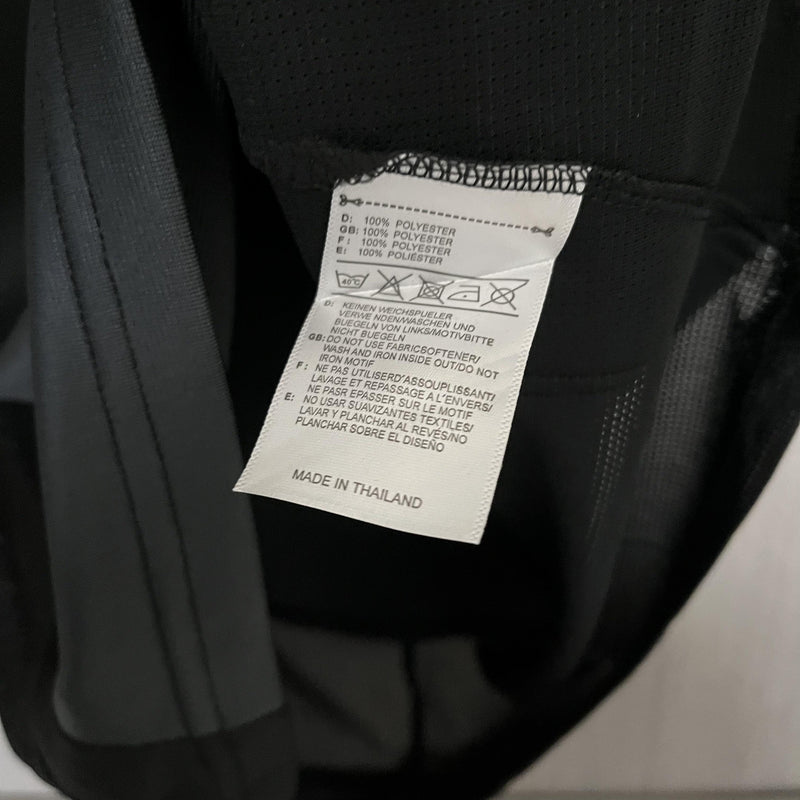 D: 100% POLYESTER
GB: 100% POLYESTER
F: 100% POLYESTER
E: 100% POLIÉSTER
40°C
D: KEINEN WEICHSPUELER
VERWE NDENWASCHEN UND
BUEGELN VON LINKS/MOTIVBITTE
NICHT BUEGELN
GB: DO NOT USE FABRICSOFTENER/
WASH AND IRON INSIDE OUT/DO NOT
IRON MOTIF
F: NE PAS UTILISERD'ASSOUPLISSANT/
LAVAGE ET REPASSAGE A L'ENVERS/
NE PASR EPASSER SUR LE MOTIF
E: NO USAR SUAVIZANTES TEXTILES/
LAVAR Y PLANCHAR AL REVÉS/NO
PLANCHAR SOBRE EL DISEÑO
MADE IN THAILAND